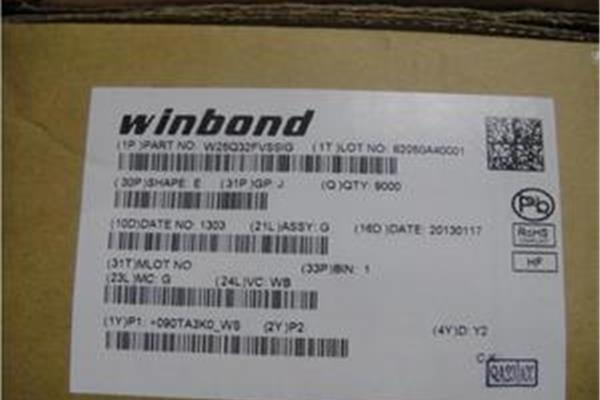 winbond
(1P )PART NO: W25Q32FVSSIG (1T )LOT NO: 62050A40001
(30P)SHAPE: E (31P)GP: J (Q)QTY: 9000
(10D)DATE NO: 1303 (21L)ASSY: G (16D)DATE: 20130117
(31T)MLOT NO (33P)BIN: 1
(23L)MC: G (24L)VC: WB
(1Y)P1: +090TA3K0_WB (2Y)P2 (4Y)D: Y2
Pb
RoHS
HF